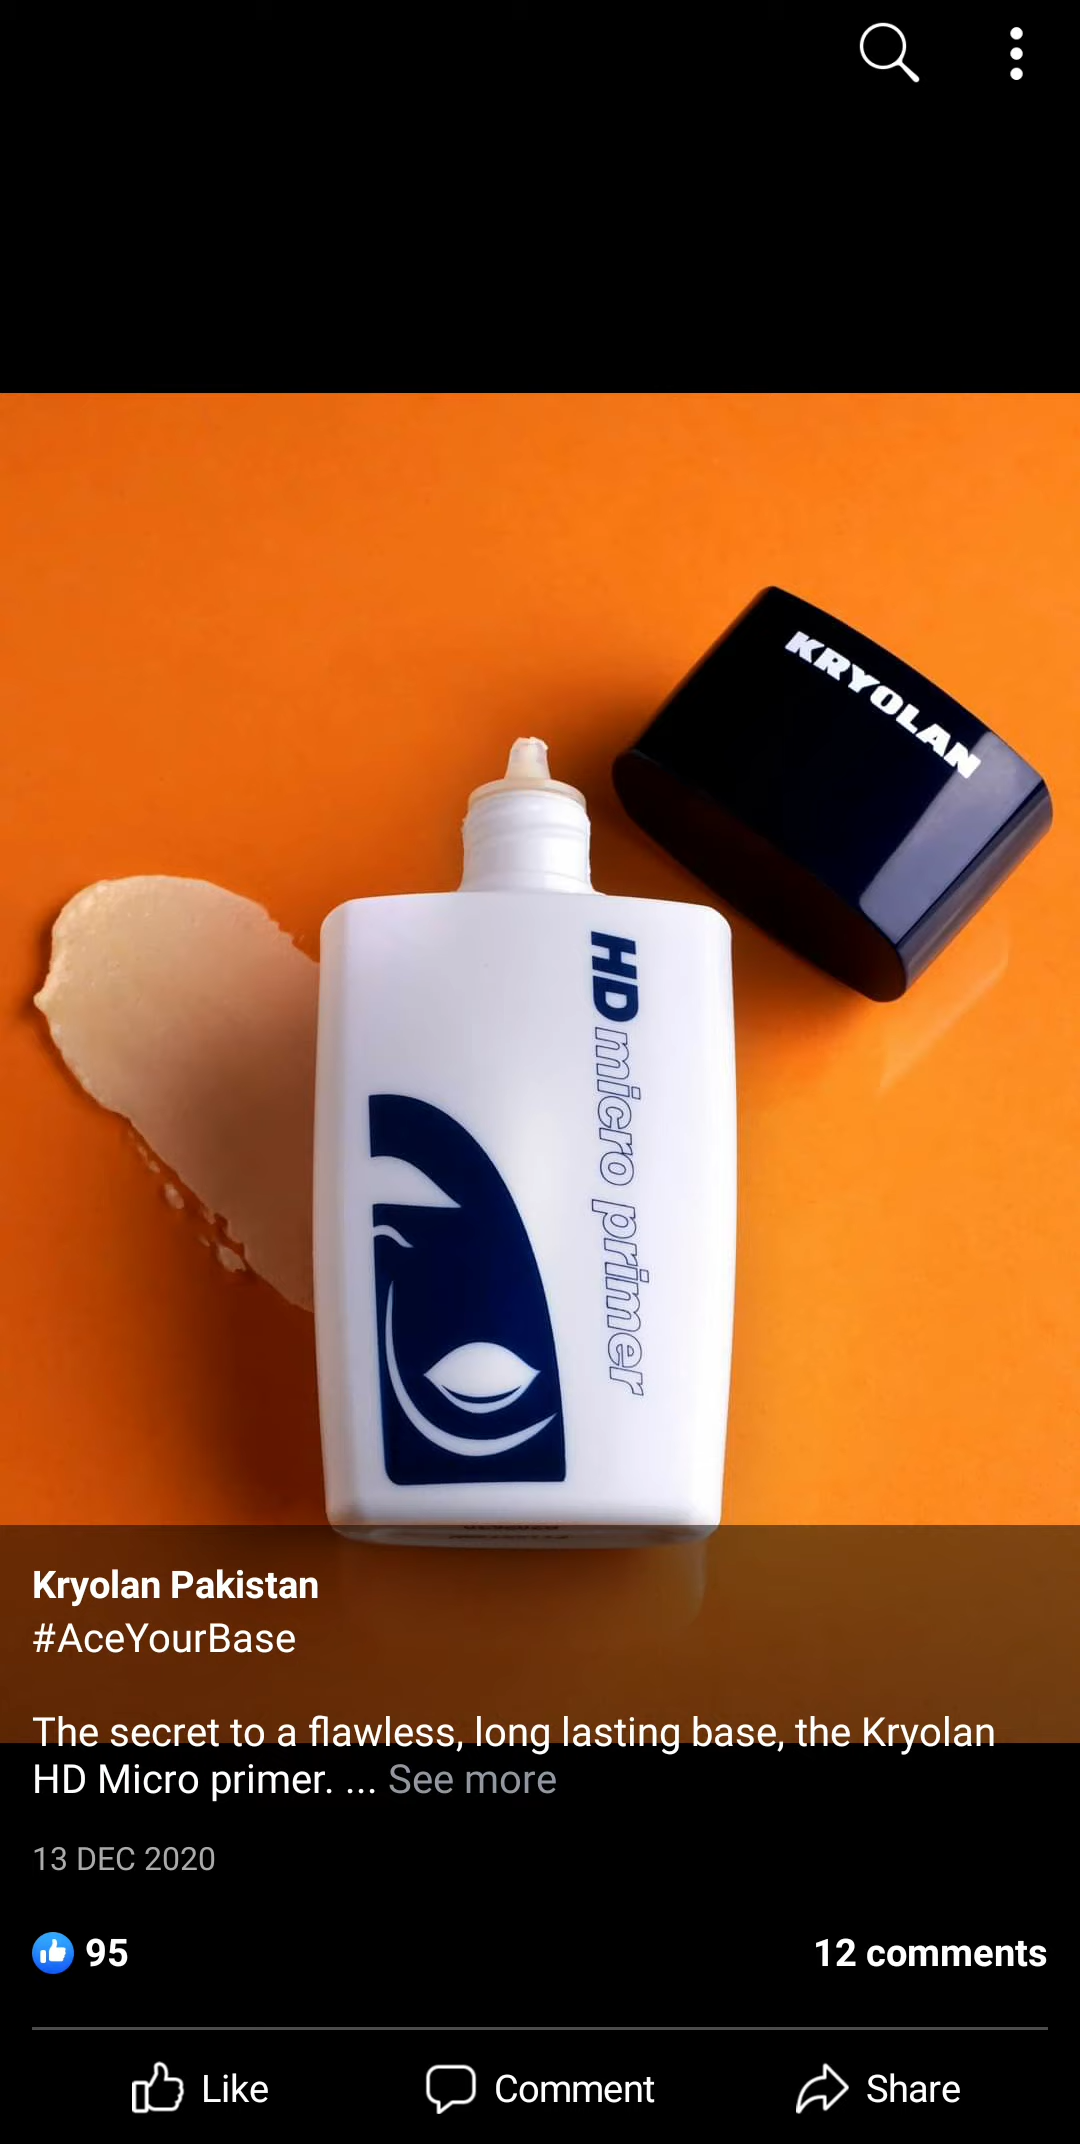 KRYOLAN
HD micro primer
Kryolan Pakistan
#AceYourBase
The secret to a flawless, long lasting base, the Kryolan
HD Micro primer. ... See more
13 DEC 2020
95
12 comments
Like
Comment
Share